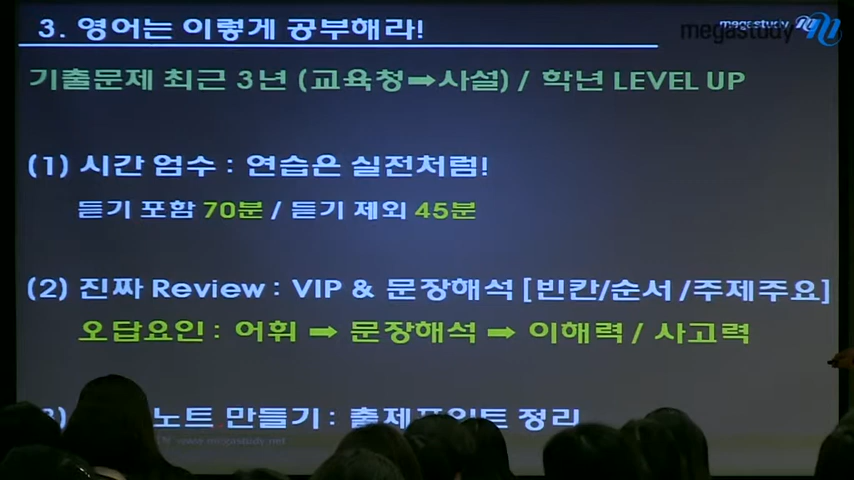 3. 영어는 이렇게 공부해라!
megastudy
megastudy
기출문제 최근 3년 (교육청➡사설) / 학년 LEVEL UP
(1) 시간 엄수 : 연습은 실전처럼!
듣기 포함 70분 / 듣기 제외 45분
(2) 진짜 Review : VIP & 문장해석 [빈칸/순서 /주제주요]
오답요인 : 어휘 ➡ 문장해석 ➡ 이해력 / 사고력
노트 만들기 : 출제포인트 정리
www.megastudy.net